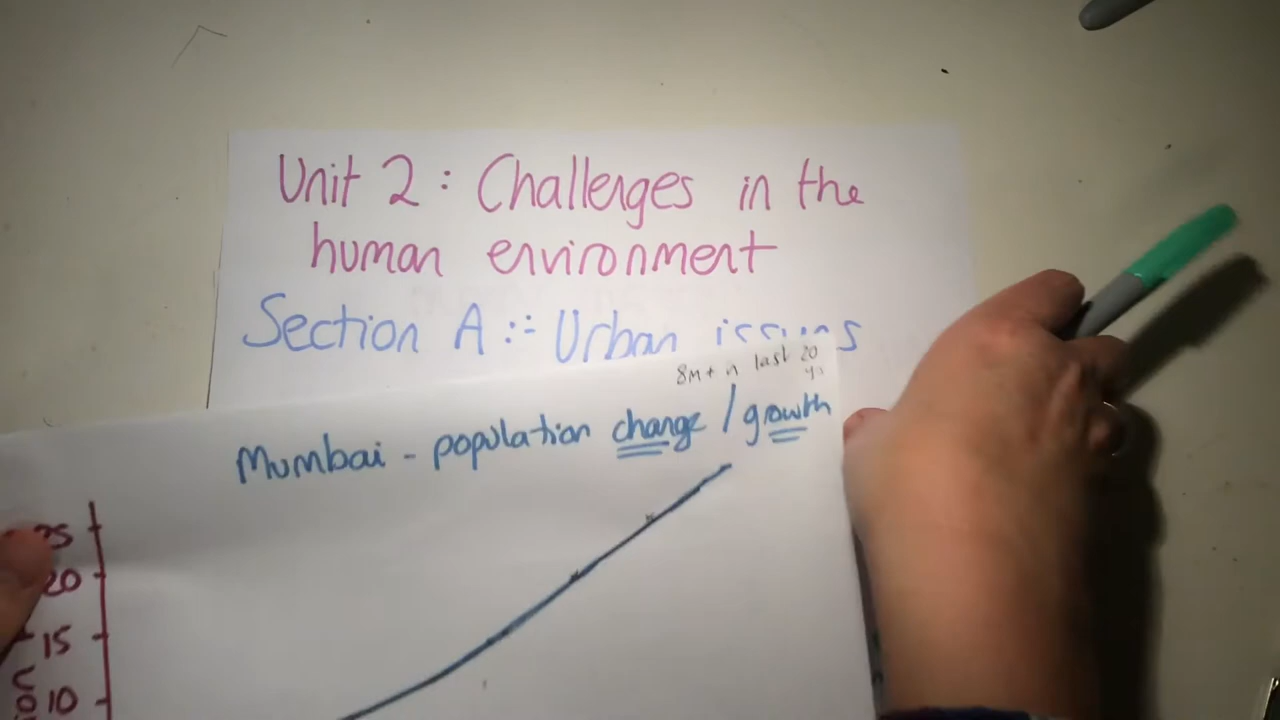 Unit 2 : Challenges in the
human environment
Section A :- Urban issues
8M+ in last 20
Mumbai - population change / growth
25
20
15
10